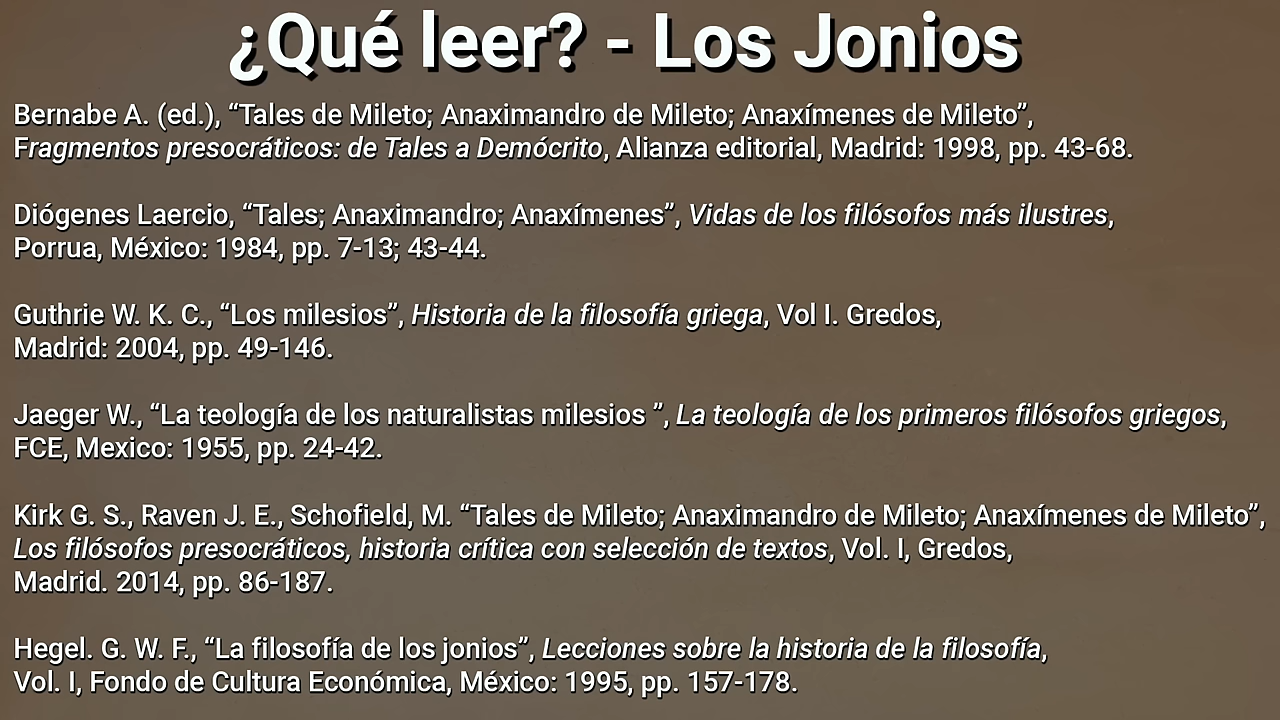 ¿Qué leer? - Los Jonios
Bernabe A. (ed.), “Tales de Mileto; Anaximandro de Mileto; Anaxímenes de Mileto”,
Fragmentos presocráticos: de Tales a Demócrito, Alianza editorial, Madrid: 1998, pp. 43-68.
Diógenes Laercio, “Tales; Anaximandro; Anaxímenes”, Vidas de los filósofos más ilustres,
Porrua, México: 1984, pp. 7-13; 43-44.
Guthrie W. K. C., “Los milesios”, Historia de la filosofía griega, Vol I. Gredos,
Madrid: 2004, pp. 49-146.
Jaeger W., “La teología de los naturalistas milesios ”, La teología de los primeros filósofos griegos,
FCE, Mexico: 1955, pp. 24-42.
Kirk G. S., Raven J. E., Schofield, M. “Tales de Mileto; Anaximandro de Mileto; Anaxímenes de Mileto”,
Los filósofos presocráticos, historia crítica con selección de textos, Vol. I, Gredos,
Madrid. 2014, pp. 86-187.
Hegel. G. W. F., “La filosofía de los jonios”, Lecciones sobre la historia de la filosofía,
Vol. I, Fondo de Cultura Económica, México: 1995, pp. 157-178.